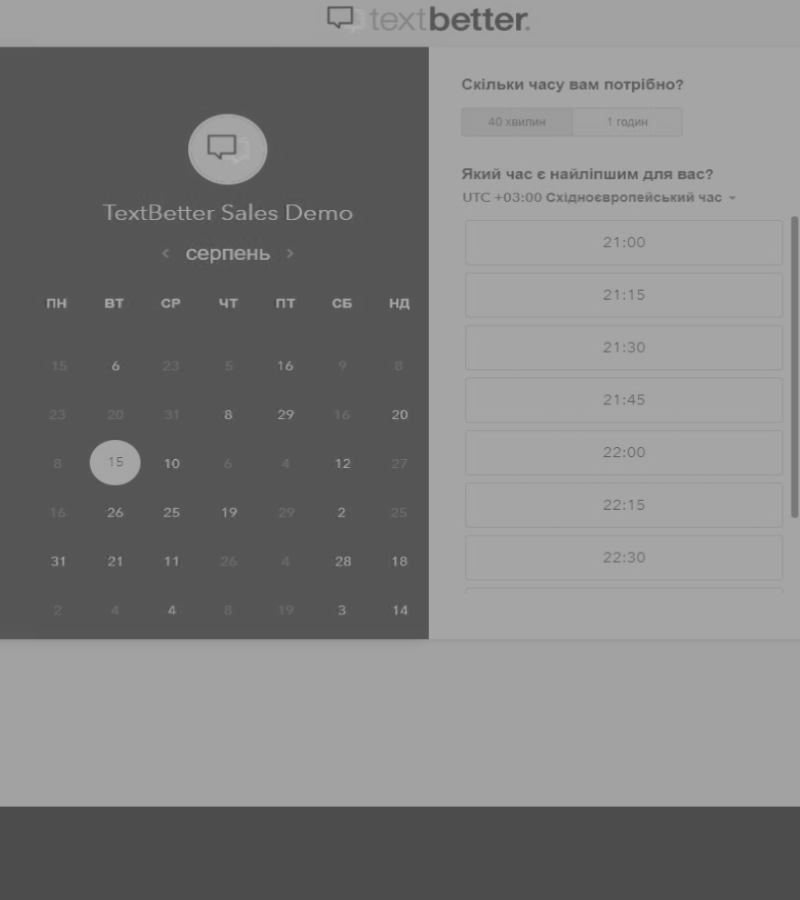 textbetter.
TextBetter Sales Demo
серпень
ПН ВТ СР ЧТ ПТ СБ НД
15 6 23 5 16 9 8
23 20 31 8 29 16 20
8 15 10 6 4 12 27
16 26 25 19 29 2 25
31 21 11 26 4 28 18
2 4 4 8 19 3 14
Скільки часу вам потрібно?
40 хвилин 1 годин
Який час є найліпшим для вас?
UTC +03:00 Східноєвропейський час
21:00
21:15
21:30
21:45
22:00
22:15
22:30